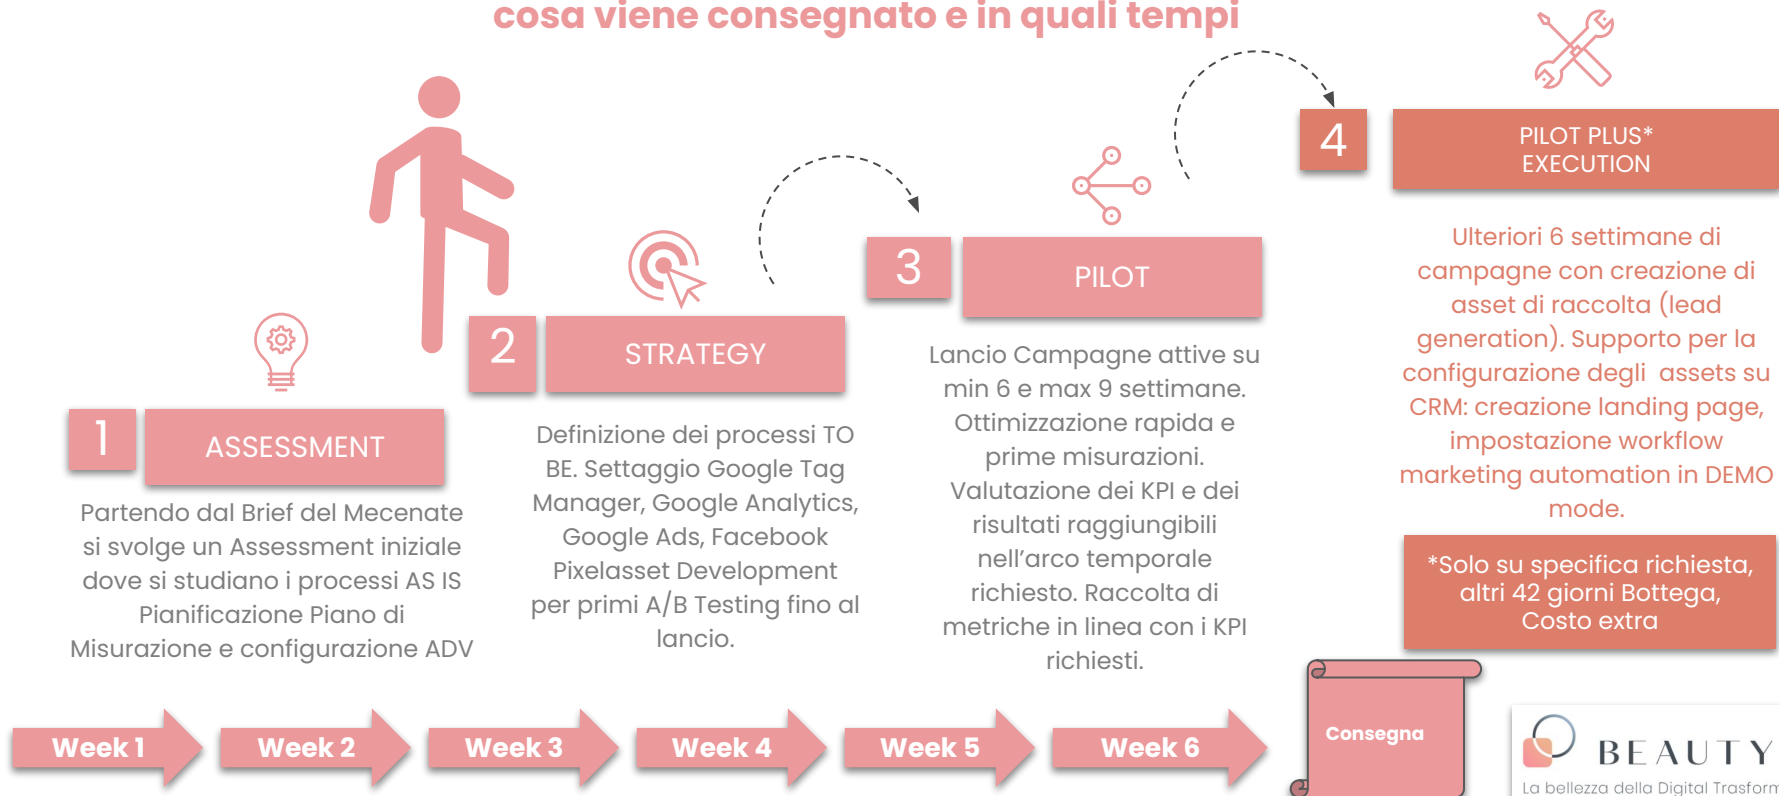 cosa viene consegnato e in quali tempi
1
ASSESSMENT
Partendo dal Brief del Mecenate
si svolge un Assessment iniziale
dove si studiano i processi AS IS
Pianificazione Piano di
Misurazione e configurazione ADV
2
STRATEGY
Definizione dei processi TO
BE. Settaggio Google Tag
Manager, Google Analytics,
Google Ads, Facebook
Pixelasset Development
per primi A/B Testing fino al
lancio.
3
PILOT
Lancio Campagne attive su
min 6 e max 9 settimane.
Ottimizzazione rapida e
prime misurazioni.
Valutazione dei KPI e dei
risultati raggiungibili
nell’arco temporale
richiesto. Raccolta di
metriche in linea con i KPI
richiesti.
4
PILOT PLUS*
EXECUTION
Ulteriori 6 settimane di
campagne con creazione di
asset di raccolta (lead
generation). Supporto per la
configurazione degli assets su
CRM: creazione landing page,
impostazione workflow
marketing automation in DEMO
mode.
*Solo su specifica richiesta,
altri 42 giorni Bottega,
Costo extra
Week 1
Week 2
Week 3
Week 4
Week 5
Week 6
Consegna
BEAUTY
La bellezza della Digital Trasform